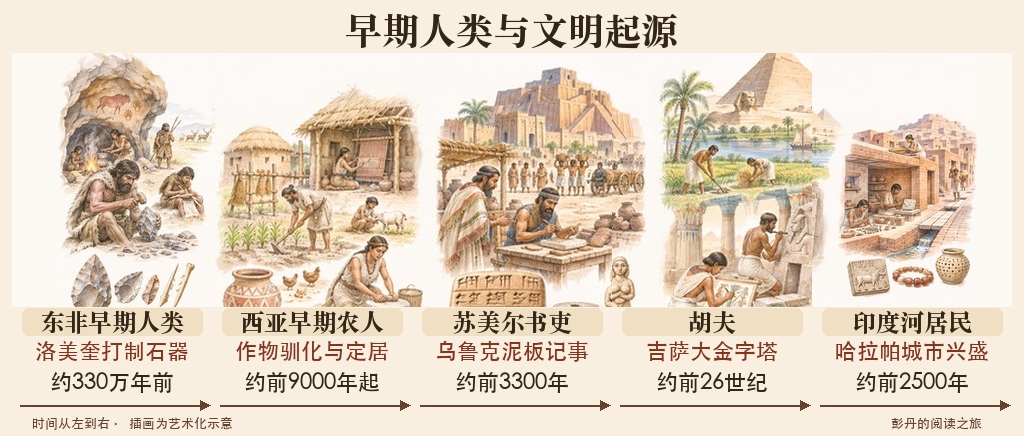 早期人类与文明起源
东非早期人类
洛美奎打制石器
约330万年前
西亚早期农人
作物驯化与定居
约前9000年起
苏美尔书吏
乌鲁克泥板记事
约前3300年
胡夫
吉萨大金字塔
约前26世纪
印度河居民
哈拉帕城市兴盛
约前2500年
时间从左到右 · 插画为艺术化示意
彭丹的阅读之旅